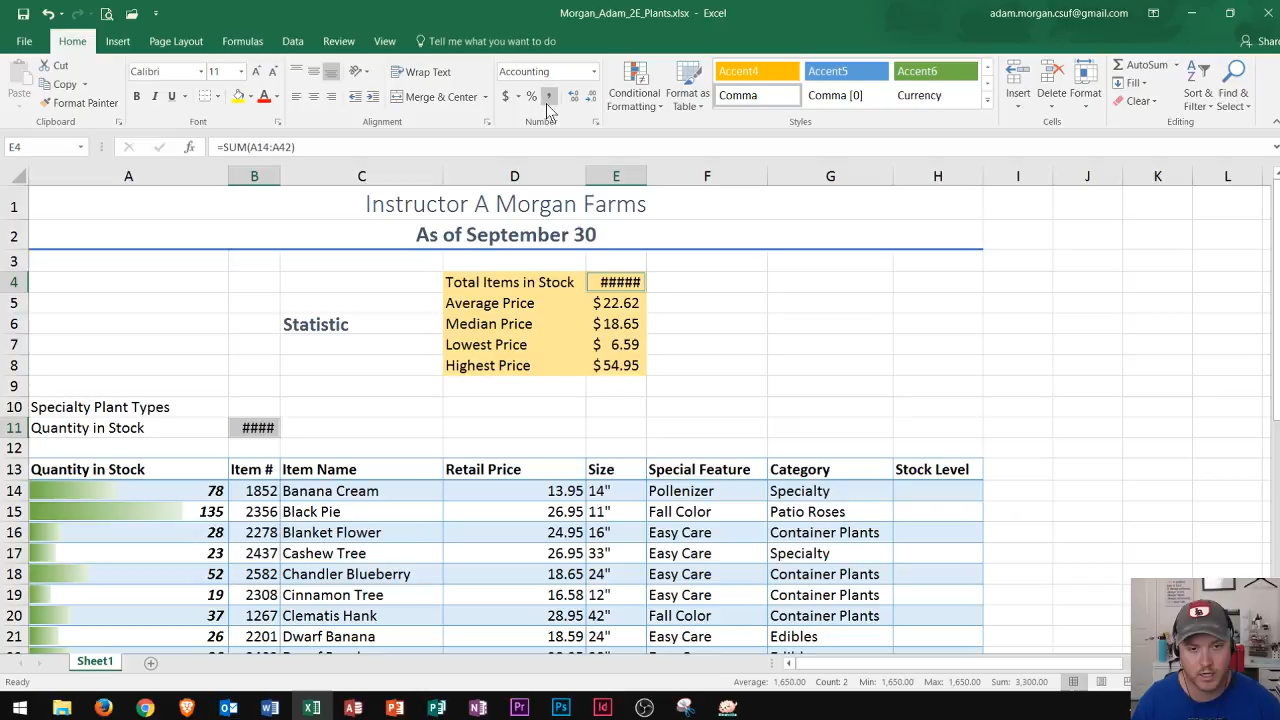 Morgan_Adam_2E_Plants.xlsx - Excel
adam.morgan.csuf@gmail.com
File Home Insert Page Layout Formulas Data Review View Tell me what you want to do Share
Paste Cut Copy Format Painter Clipboard
Calibri 11 B I U A Font
Wrap Text Merge & Center Alignment
Accounting $ % , Number
Conditional Formatting Format as Table
Accent4 Accent5 Accent6
Comma Comma [0] Currency
Styles
Insert Delete Format Cells
AutoSum Fill Clear Sort & Filter Find & Select Editing
E4 fx =SUM(A14:A42)
A B C D E F G H I J K L
1 Instructor A Morgan Farms
2 As of September 30
3
4 Total Items in Stock #####
5 Average Price $ 22.62
6 Statistic Median Price $ 18.65
7 Lowest Price $ 6.59
8 Highest Price $ 54.95
9
10 Specialty Plant Types
11 Quantity in Stock ####
12
13 Quantity in Stock Item # Item Name Retail Price Size Special Feature Category Stock Level
14 78 1852 Banana Cream 13.95 14" Pollenizer Specialty
15 135 2356 Black Pie 26.95 11" Fall Color Patio Roses
16 28 2278 Blanket Flower 24.95 16" Easy Care Container Plants
17 23 2437 Cashew Tree 26.95 33" Easy Care Specialty
18 52 2582 Chandler Blueberry 18.65 24" Easy Care Container Plants
19 19 2308 Cinnamon Tree 16.58 12" Easy Care Container Plants
20 37 1267 Clematis Hank 28.95 42" Fall Color Container Plants
21 26 2201 Dwarf Banana 18.59 24" Easy Care Edibles
Sheet1
Ready Average: 1,650.00 Count: 2 Min: 1,650.00 Max: 1,650.00 Sum: 3,300.00